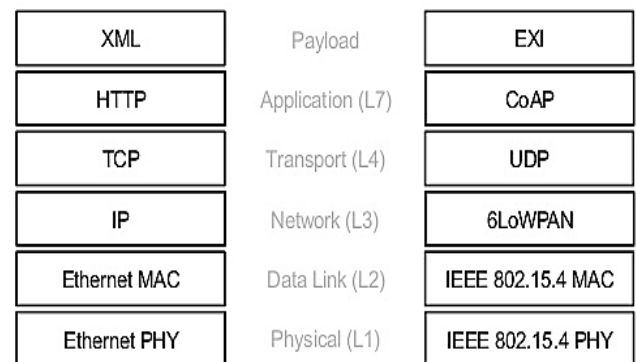 XML Payload EXI
HTTP Application (L7) CoAP
TCP Transport (L4) UDP
IP Network (L3) 6LoWPAN
Ethernet MAC Data Link (L2) IEEE 802.15.4 MAC
Ethernet PHY Physical (L1) IEEE 802.15.4 PHY